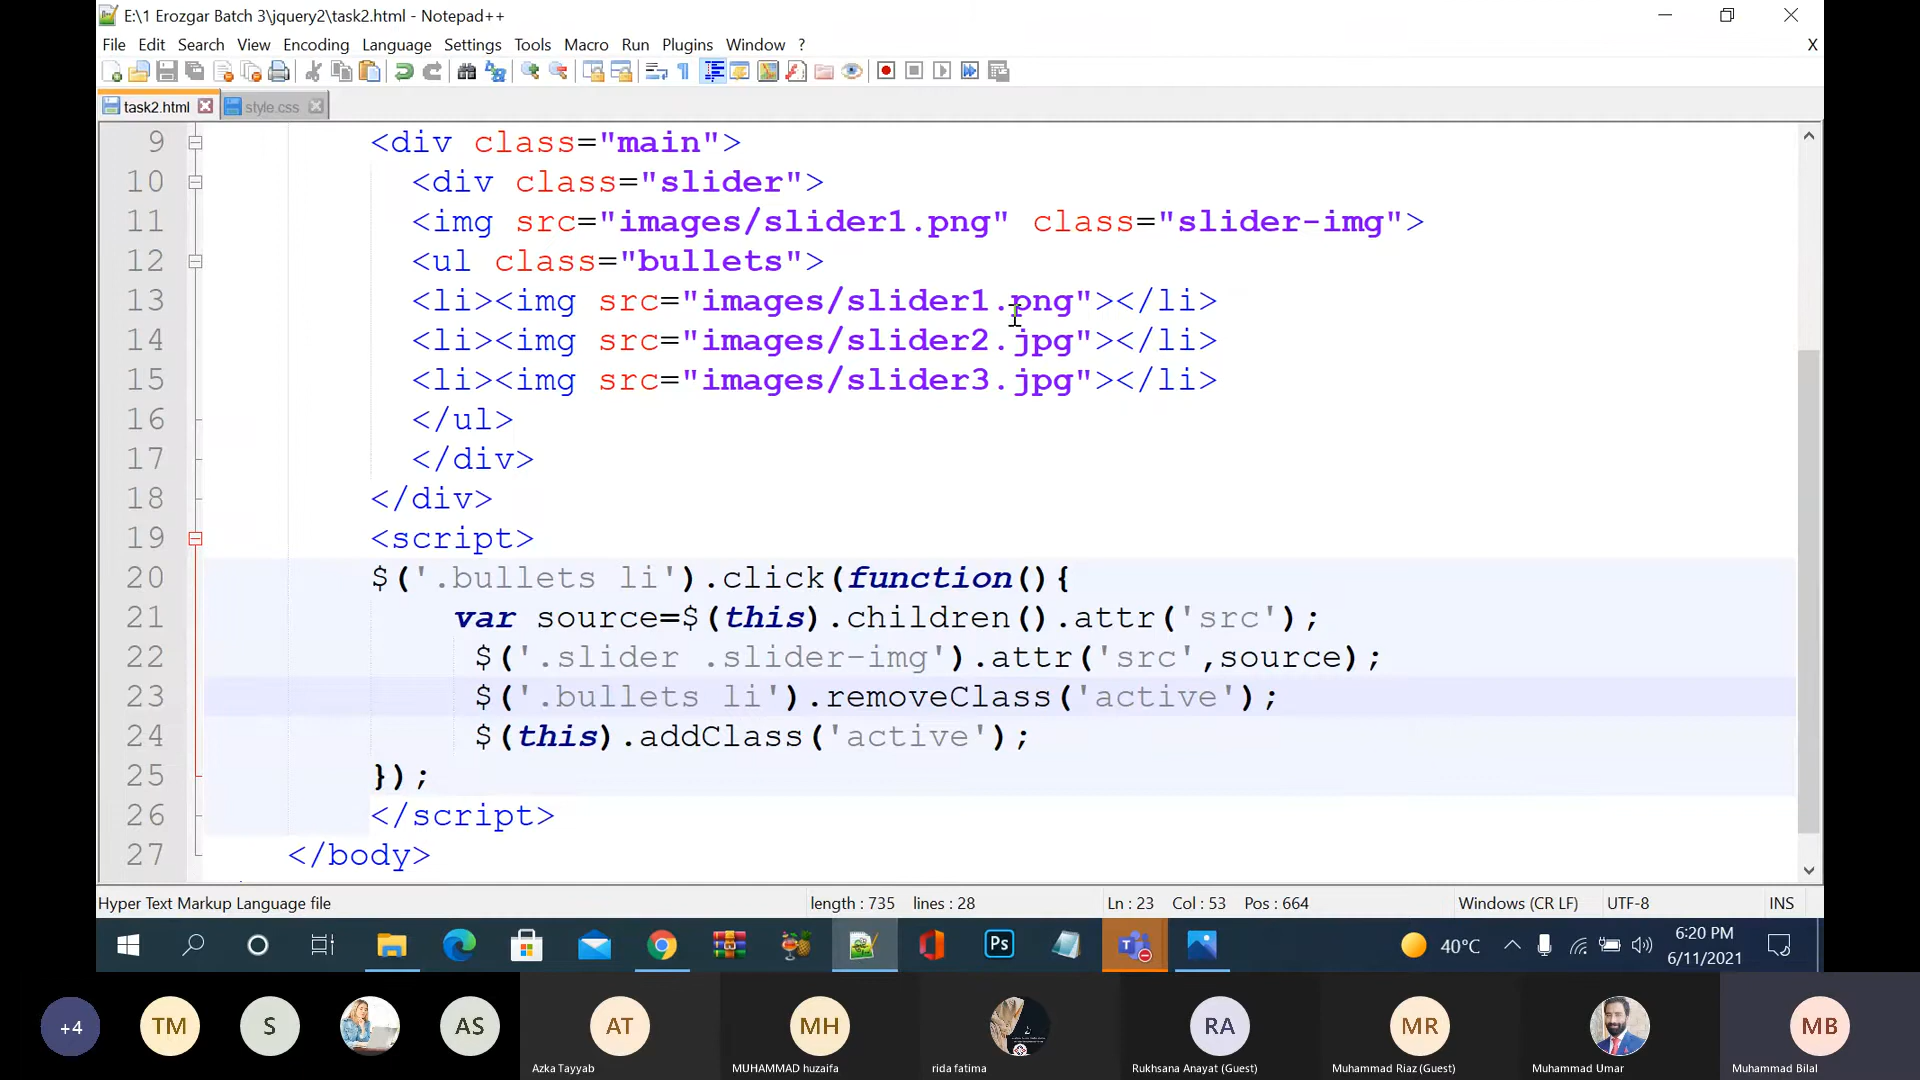 E:\1 Erozgar Batch 3\jquery2\task2.html - Notepad++
File Edit Search View Encoding Language Settings Tools Macro Run Plugins Window ? X
task2.html style.css
9 <div class="main">
10 <div class="slider">
11 <img src="images/slider1.png" class="slider-img">
12 <ul class="bullets">
13 <li><img src="images/slider1.png"></li>
14 <li><img src="images/slider2.jpg"></li>
15 <li><img src="images/slider3.jpg"></li>
16 </ul>
17 </div>
18 </div>
19 <script>
20 $('.bullets li').click(function(){
21 var source=$(this).children().attr('src');
22 $('.slider .slider-img').attr('src',source);
23 $('.bullets li').removeClass('active');
24 $(this).addClass('active');
25 });
26 </script>
27 </body>
Hyper Text Markup Language file length : 735 lines : 28 Ln : 23 Col : 53 Pos : 664 Windows (CR LF) UTF-8 INS
Ps 40°C 6:20 PM
6/11/2021
+4 TM S AS AT MH RA MR MB
Azka Tayyab MUHAMMAD huzaifa rida fatima Rukhsana Anayat (Guest) Muhammad Riaz (Guest) Muhammad Umar Muhammad Bilal